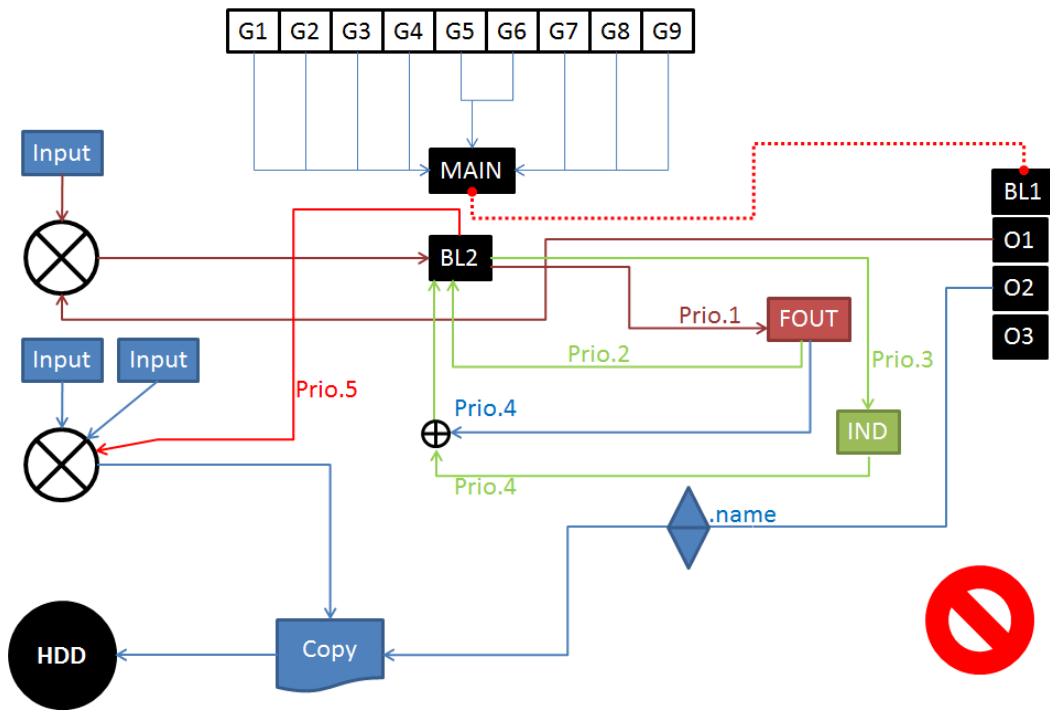 G1 G2 G3 G4 G5 G6 G7 G8 G9
Input
MAIN
BL1
O1
BL2
O2
Prio.1
FOUT
O3
Input
Input
Prio.2
Prio.3
Prio.5
Prio.4
IND
Prio.4
.name
Copy
HDD